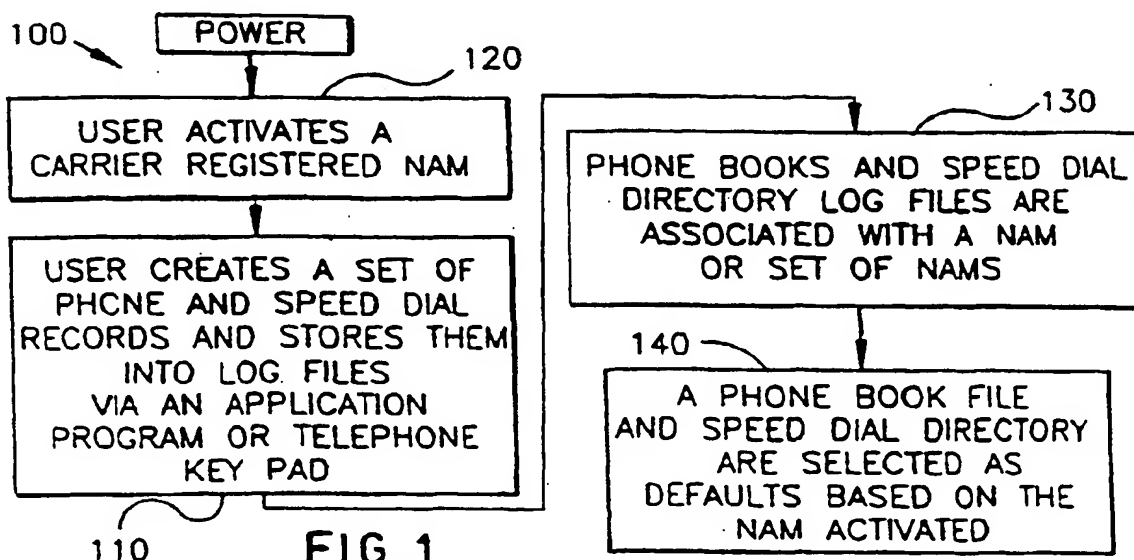 100
POWER
120
USER ACTIVATES A
CARRIER REGISTERED NAM
USER CREATES A SET OF
PHONE AND SPEED DIAL
RECORDS AND STORES THEM
INTO LOG FILES
VIA AN APPLICATION
PROGRAM OR TELEPHONE
KEY PAD
110
130
PHONE BOOKS AND SPEED DIAL
DIRECTORY LOG FILES ARE
ASSOCIATED WITH A NAM
OR SET OF NAMS
140
A PHONE BOOK FILE
AND SPEED DIAL DIRECTORY
ARE SELECTED AS
DEFAULTS BASED ON THE
NAM ACTIVATED
FIG 1